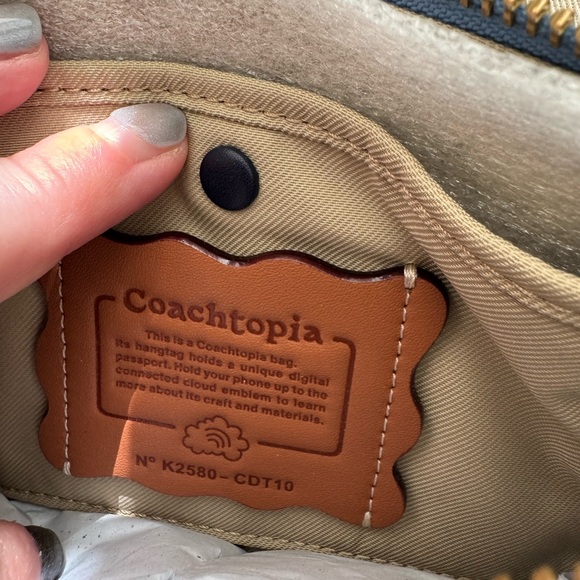 Coachtopia
This is a Coachtopia bag.
Its hangtag holds a unique digital
passport. Hold your phone up to the
connected cloud emblem to learn
more about its craft and materials.
Nº K2580-CDT10